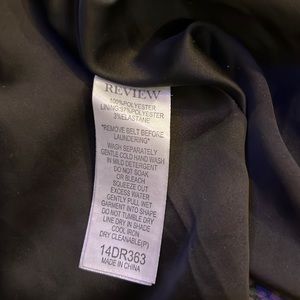 REVIEW
100%POLYESTER
LINING:97%POLYESTER
3%ELASTANE
*REMOVE BELT BEFORE
LAUNDERING*
WASH SEPARATELY
GENTLE COLD HAND WASH
IN MILD DETERGENT
DO NOT SOAK
OR BLEACH
SQUEEZE OUT
EXCESS WATER
GENTLY PULL WET
GARMENT INTO SHAPE
DO NOT TUMBLE DRY
LINE DRY IN SHADE
COOL IRON
DRY CLEANABLE(P)
14DR363
MADE IN CHINA